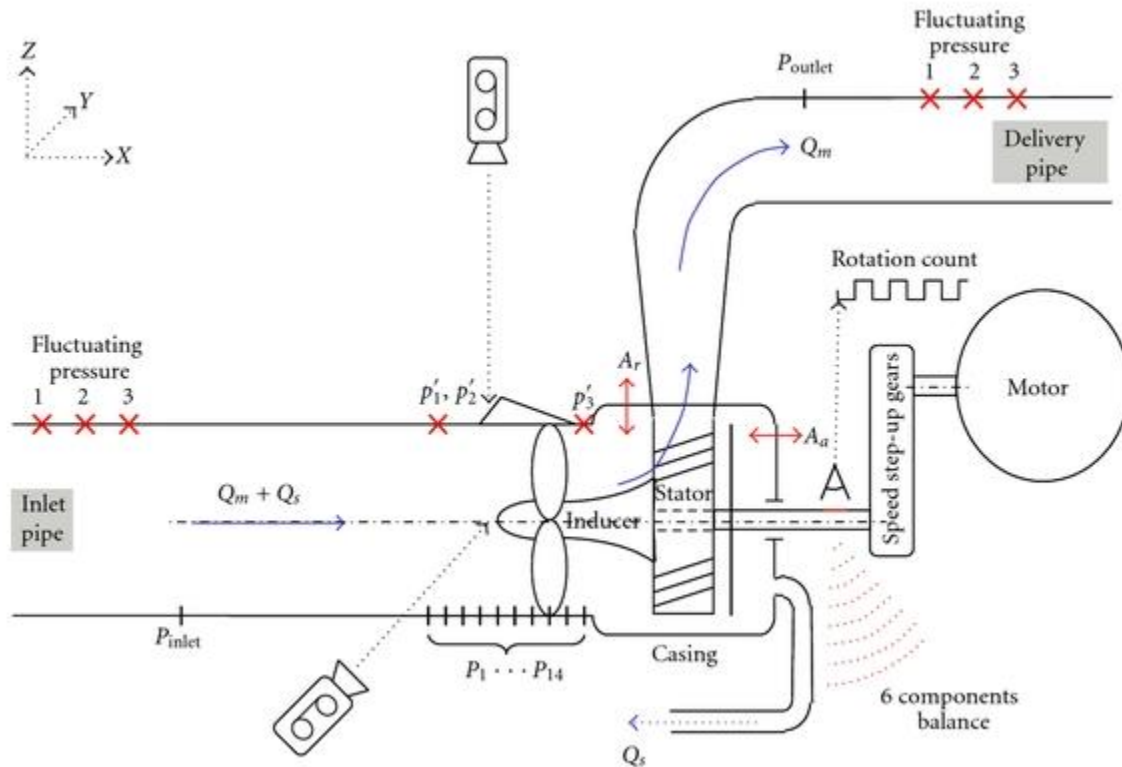 Z
Y
X
Fluctuating
pressure
1 2 3
P_outlet
Delivery
pipe
Q_m
Rotation count
Speed step-up gears
Motor
Fluctuating
pressure
1 2 3
p′_1, p′_2
p′_3
A_r
A_a
Inlet
pipe
Q_m + Q_s
Inducer
Stator
P_inlet
P_1 · · · P_14
Casing
6 components
balance
Q_s